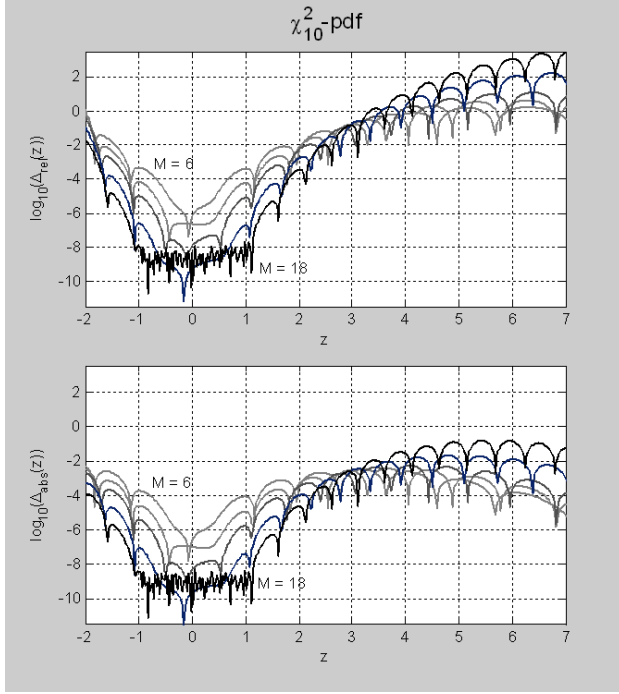 χ²₁₀-pdf
log₁₀(Δrel(z))
2
0
-2
-4
-6
-8
-10
M = 6
M = 18
-2 -1 0 1 2 3 4 5 6 7
z
log₁₀(Δabs(z))
2
0
-2
-4
-6
-8
-10
M = 6
M = 18
-2 -1 0 1 2 3 4 5 6 7
z